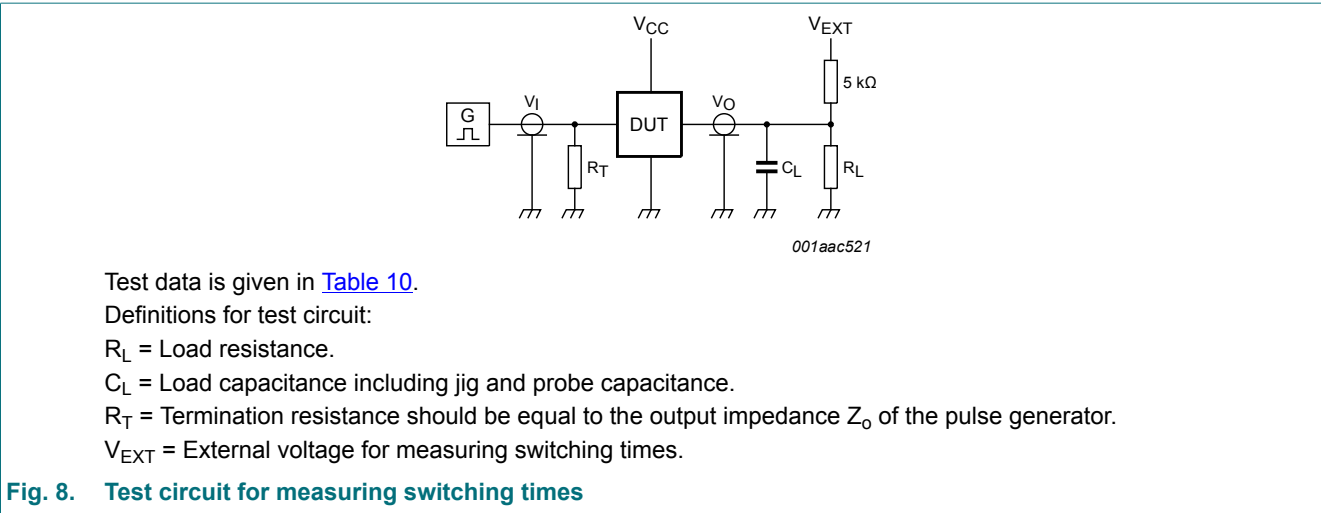 VCC VEXT
5 kΩ
G VI DUT VO
RT CL RL
001aac521
Test data is given in Table 10.
Definitions for test circuit:
RL = Load resistance.
CL = Load capacitance including jig and probe capacitance.
RT = Termination resistance should be equal to the output impedance Zo of the pulse generator.
VEXT = External voltage for measuring switching times.
Fig. 8. Test circuit for measuring switching times